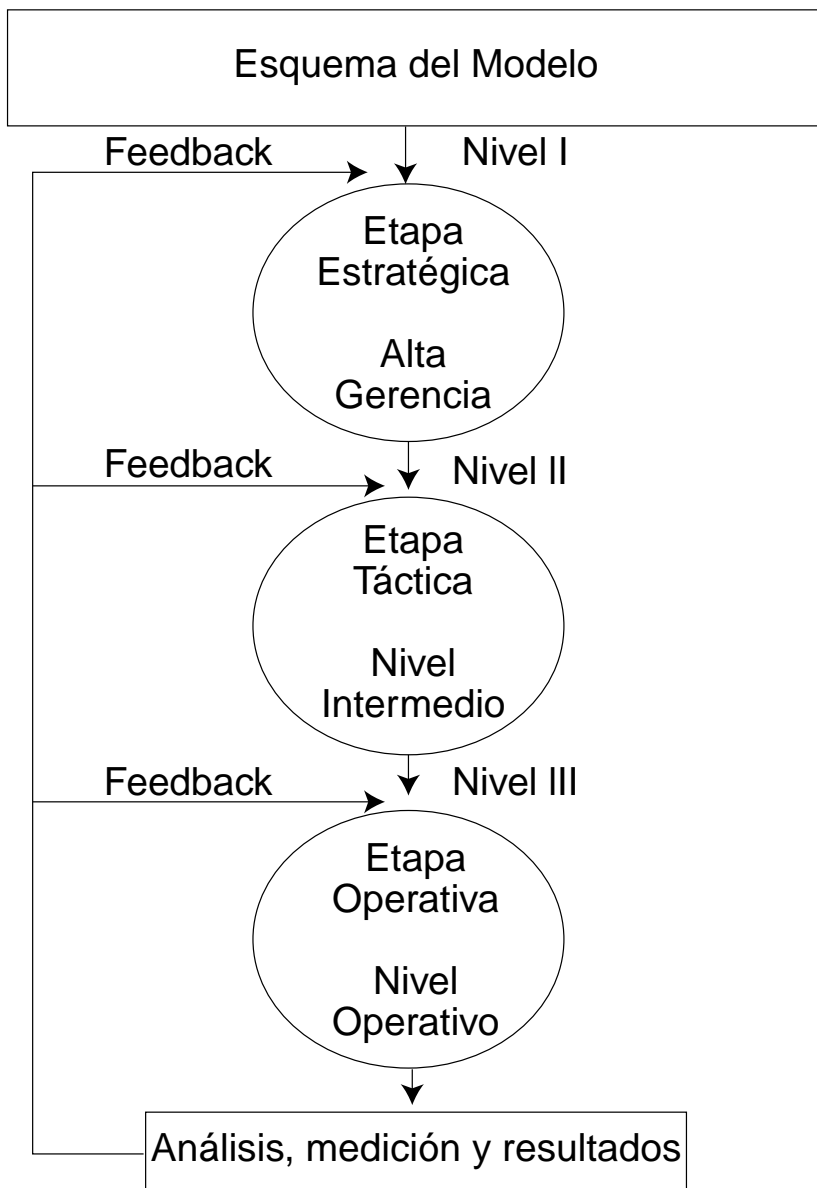 Esquema del Modelo
Feedback
Nivel I
Etapa
Estratégica
Alta
Gerencia
Feedback
Nivel II
Etapa
Táctica
Nivel
Intermedio
Feedback
Nivel III
Etapa
Operativa
Nivel
Operativo
Análisis, medición y resultados